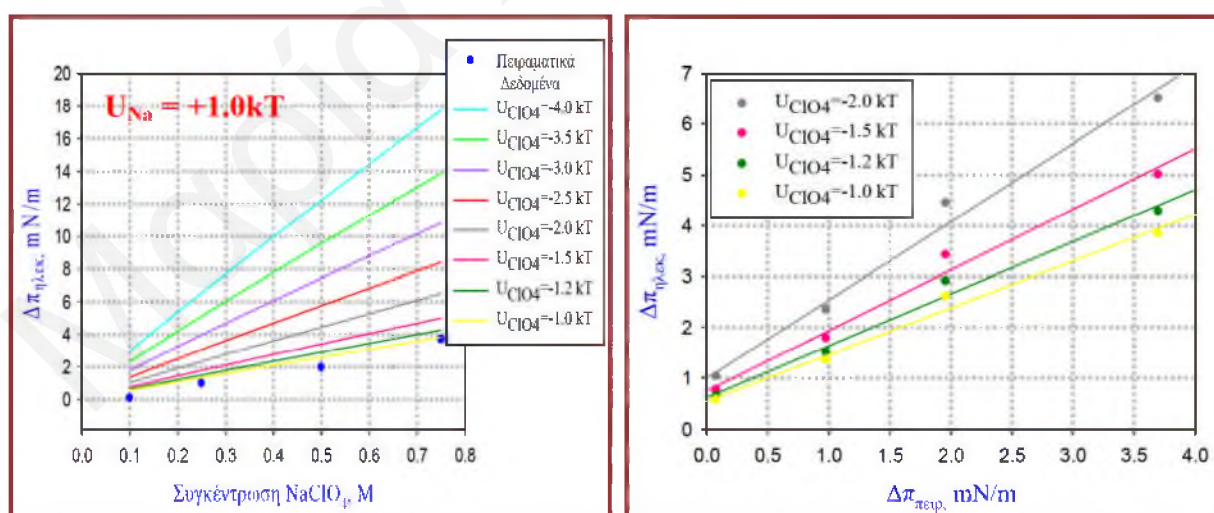 Μαρία
20
18
16
14
12
10
8
6
4
2
0
Δπηλεκ, mN/m
U_Na = +1.0kT
Πειραματικά
Δεδομένα
U_ClO4=-4.0 kT
U_ClO4=-3.5 kT
U_ClO4=-3.0 kT
U_ClO4=-2.5 kT
U_ClO4=-2.0 kT
U_ClO4=-1.5 kT
U_ClO4=-1.2 kT
U_ClO4=-1.0 kT
0.0 0.1 0.2 0.3 0.4 0.5 0.6 0.7 0.8
Συγκέντρωση NaClO4, M
7
6
5
4
3
2
1
0
Δπηλεκ, mN/m
U_ClO4=-2.0 kT
U_ClO4=-1.5 kT
U_ClO4=-1.2 kT
U_ClO4=-1.0 kT
0.0 0.5 1.0 1.5 2.0 2.5 3.0 3.5 4.0
Δππειρ, mN/m